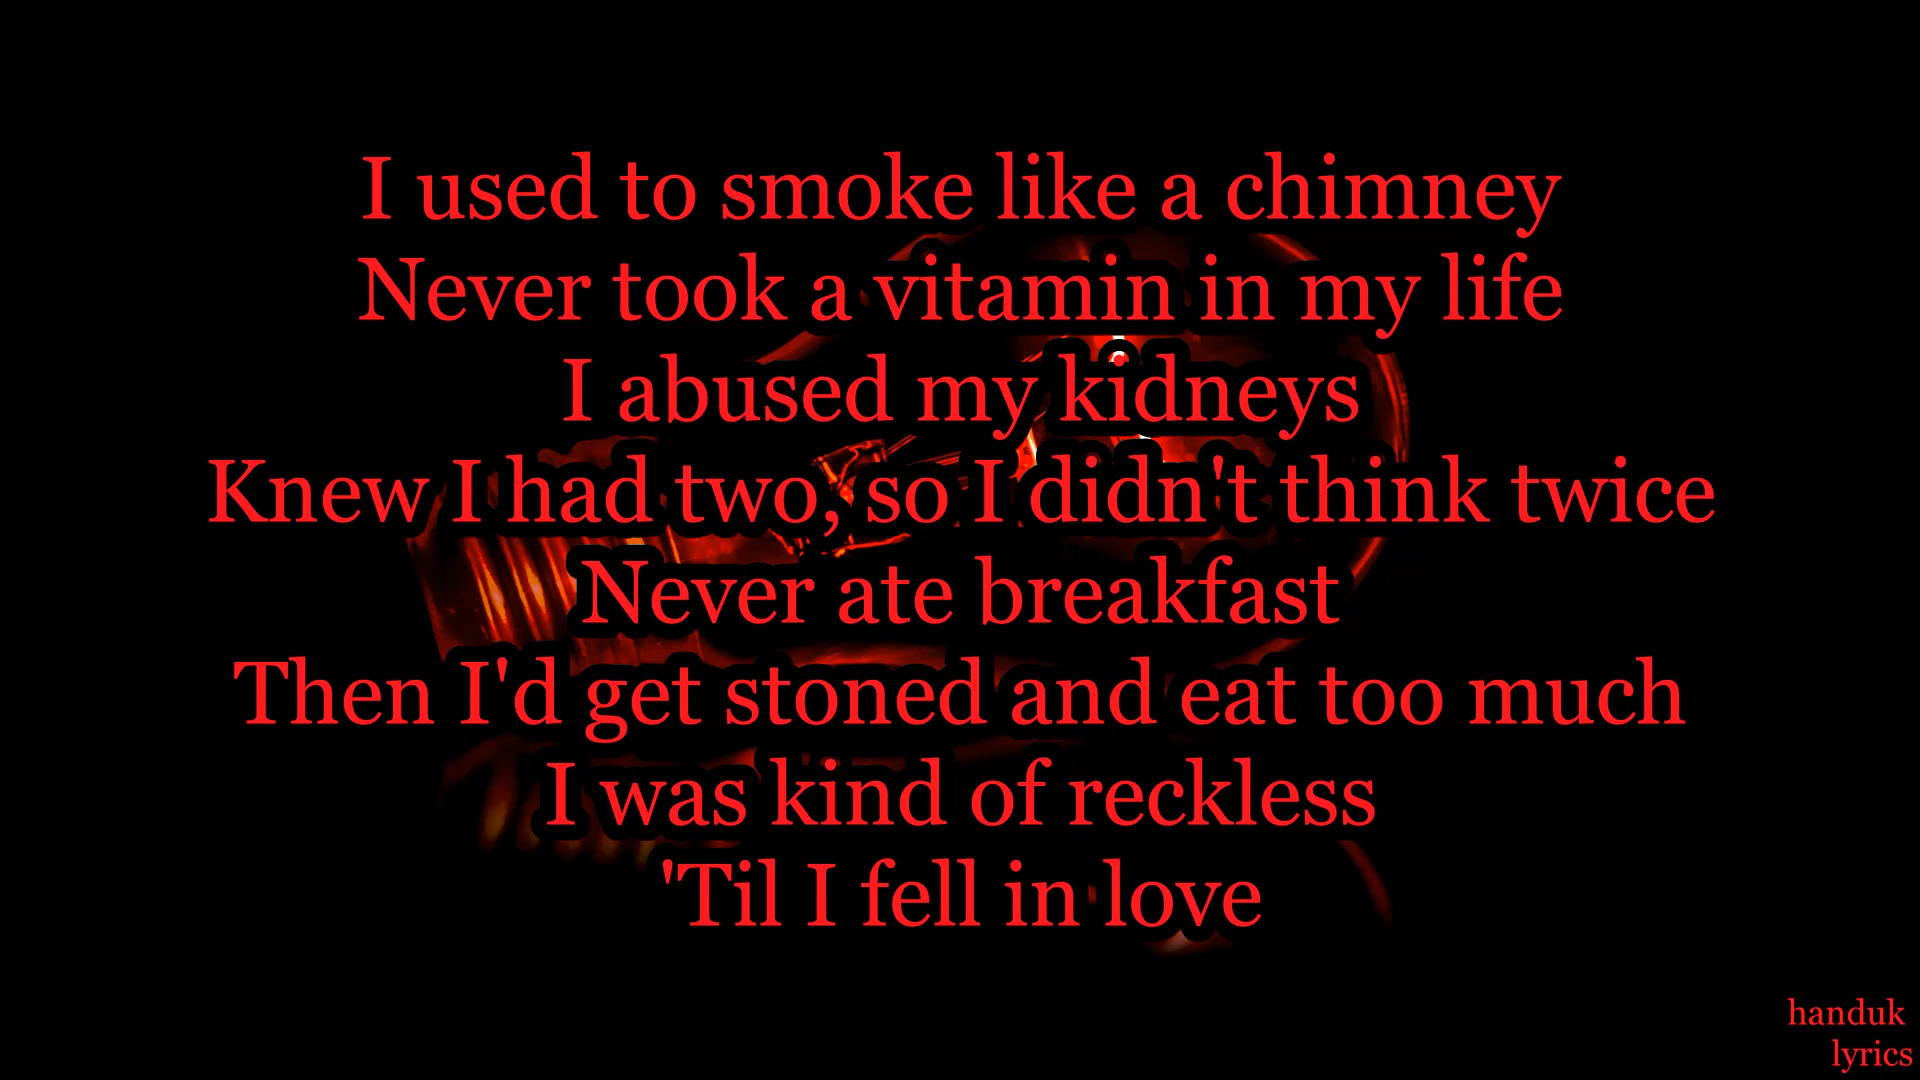 I used to smoke like a chimney
Never took a vitamin in my life
I abused my kidneys
Knew I had two, so I didn't think twice
Never ate breakfast
Then I'd get stoned and eat too much
I was kind of reckless
'Til I fell in love
handuk
lyrics